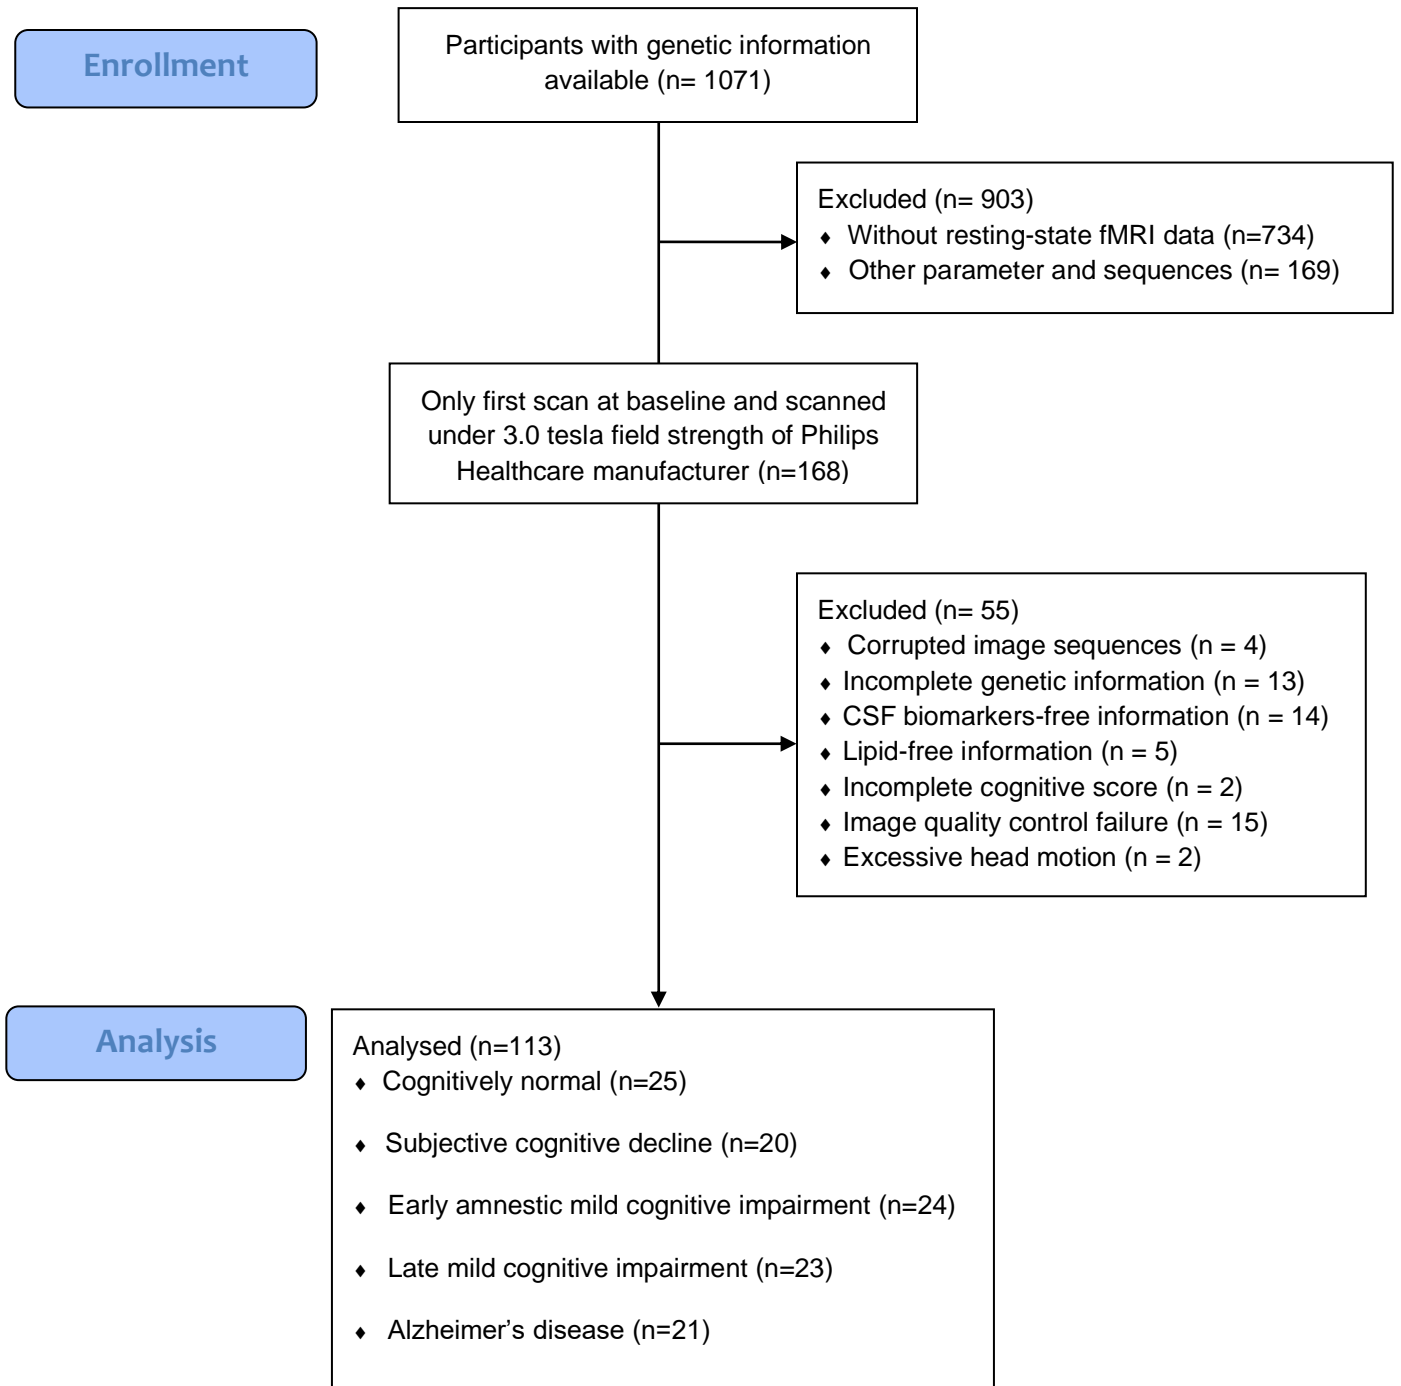 Enrollment
Participants with genetic information
available (n= 1071)
Excluded (n= 903)
♦ Without resting-state fMRI data (n=734)
♦ Other parameter and sequences (n= 169)
Only first scan at baseline and scanned
under 3.0 tesla field strength of Philips
Healthcare manufacturer (n=168)
Excluded (n= 55)
♦ Corrupted image sequences (n = 4)
♦ Incomplete genetic information (n = 13)
♦ CSF biomarkers-free information (n = 14)
♦ Lipid-free information (n = 5)
♦ Incomplete cognitive score (n = 2)
♦ Image quality control failure (n = 15)
♦ Excessive head motion (n = 2)
Analysis
Analysed (n=113)
♦ Cognitively normal (n=25)
♦ Subjective cognitive decline (n=20)
♦ Early amnestic mild cognitive impairment (n=24)
♦ Late mild cognitive impairment (n=23)
♦ Alzheimer’s disease (n=21)